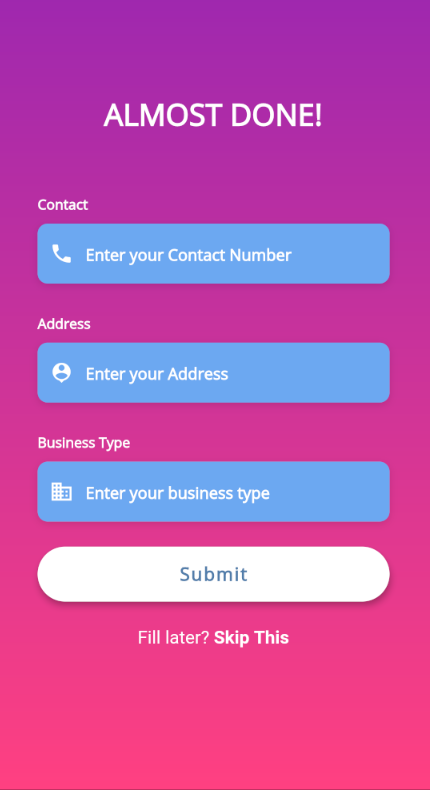 ALMOST DONE!
Contact
Enter your Contact Number
Address
Enter your Address
Business Type
Enter your business type
Submit
Fill later? Skip This